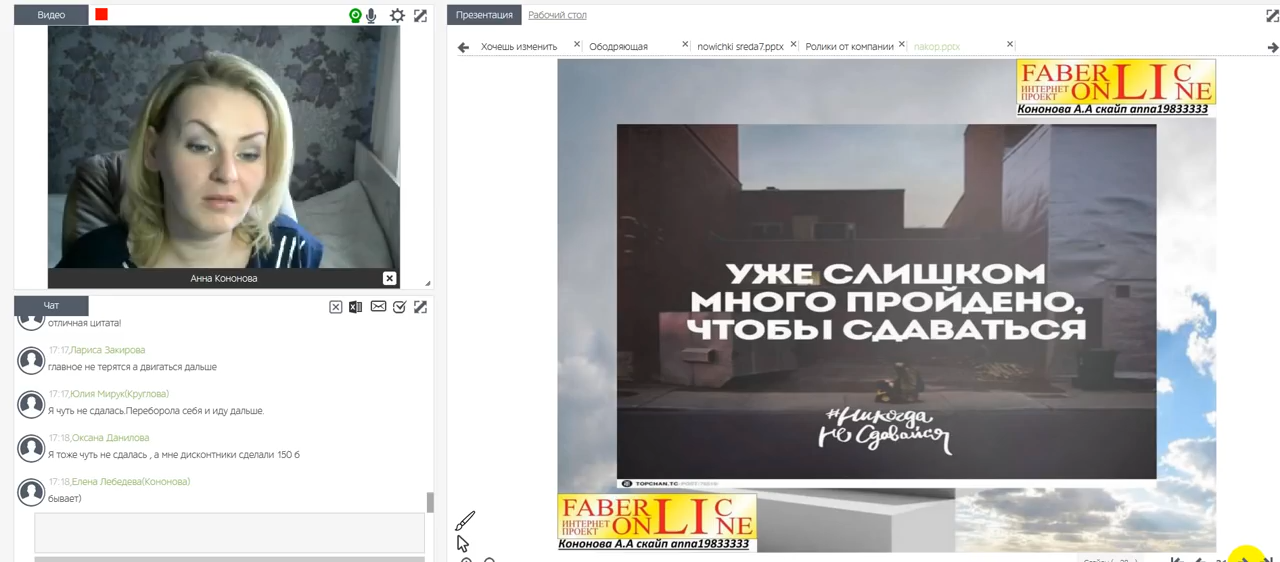 Видео
Анна Кононова
Чат
отличная цитата!
17:17,Лариса Закирова
главное не терятся а двигаться дальше
17:17,Юлия Мирук(Круглова)
Я чуть не сдалась.Переборола себя и иду дальше.
17:18,Оксана Данилова
Я тоже чуть не сдалась , а мне дисконтники сделали 150 б
17:18,Елена Лебедева(Кононова)
бывает)
Презентация
Рабочий стол
Хочешь изменить
Ободряющая
nowichki sreda7.pptx
Ролики от компании
nakop.pptx
FABERLIC
ИНТЕРНЕТ ПРОЕКТ
ONLINE
Кононова А.А скайп anna19833333
УЖЕ СЛИШКОМ
МНОГО ПРОЙДЕНО,
ЧТОБЫ СДАВАТЬСЯ
#Никогда
Не Сдавайся
TOPCHAN.TC
FABERLIC
ИНТЕРНЕТ ПРОЕКТ
ONLINE
Кононова А.А скайп anna19833333